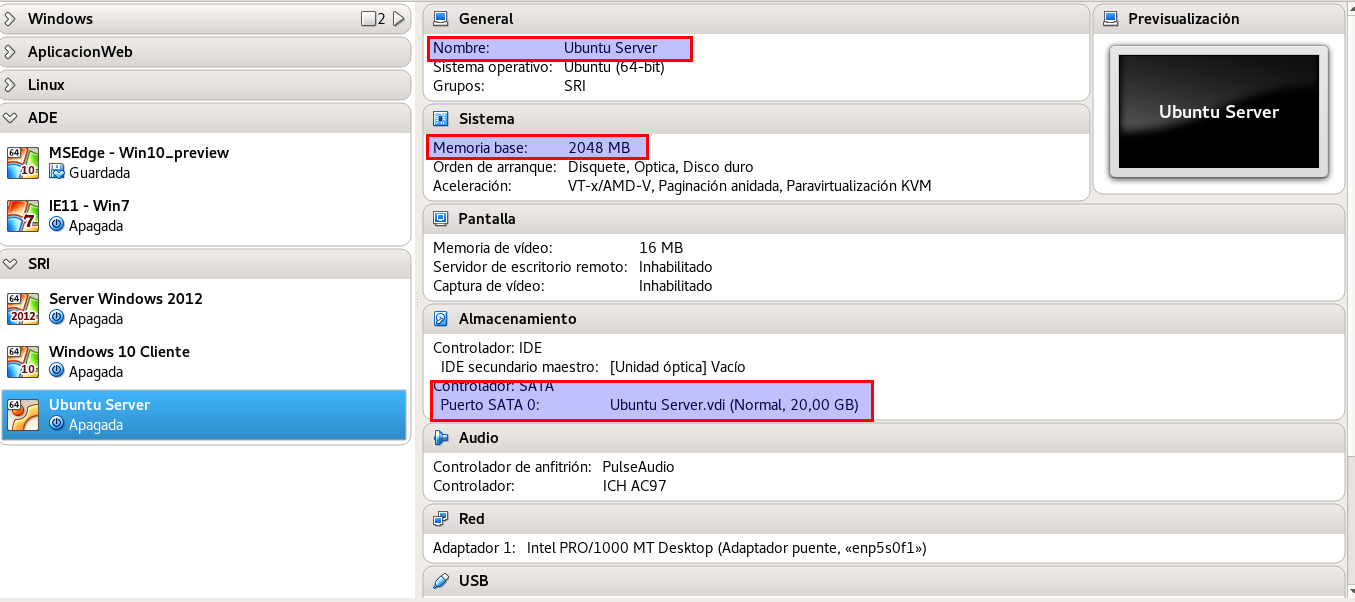 Windows 2
AplicacionWeb
Linux
ADE
64 10 MSEdge - Win10_preview
Guardada
7 IE11 - Win7
Apagada
SRI
64 2012 Server Windows 2012
Apagada
64 10 Windows 10 Cliente
Apagada
64 Ubuntu Server
Apagada
General
Nombre: Ubuntu Server
Sistema operativo: Ubuntu (64-bit)
Grupos: SRI
Sistema
Memoria base: 2048 MB
Orden de arranque: Disquete, Óptica, Disco duro
Aceleración: VT-x/AMD-V, Paginación anidada, Paravirtualización KVM
Pantalla
Memoria de vídeo: 16 MB
Servidor de escritorio remoto: Inhabilitado
Captura de vídeo: Inhabilitado
Almacenamiento
Controlador: IDE
IDE secundario maestro: [Unidad óptica] Vacío
Controlador: SATA
Puerto SATA 0: Ubuntu Server.vdi (Normal, 20,00 GB)
Audio
Controlador de anfitrión: PulseAudio
Controlador: ICH AC97
Red
Adaptador 1: Intel PRO/1000 MT Desktop (Adaptador puente, «enp5s0f1»)
USB
Previsualización
Ubuntu Server